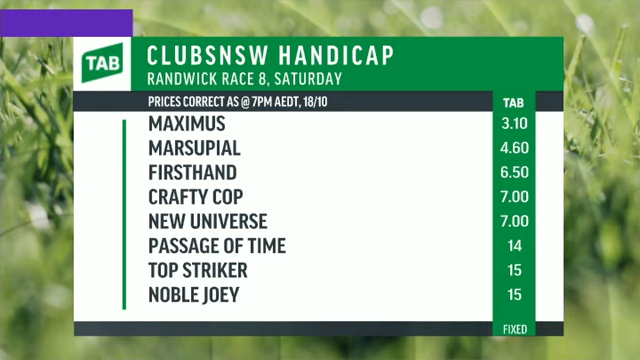 TAB
CLUBSNSW HANDICAP
RANDWICK RACE 8, SATURDAY
PRICES CORRECT AS @ 7PM AEDT, 18/10 TAB
MAXIMUS 3.10
MARSUPIAL 4.60
FIRSTHAND 6.50
CRAFTY COP 7.00
NEW UNIVERSE 7.00
PASSAGE OF TIME 14
TOP STRIKER 15
NOBLE JOEY 15
FIXED